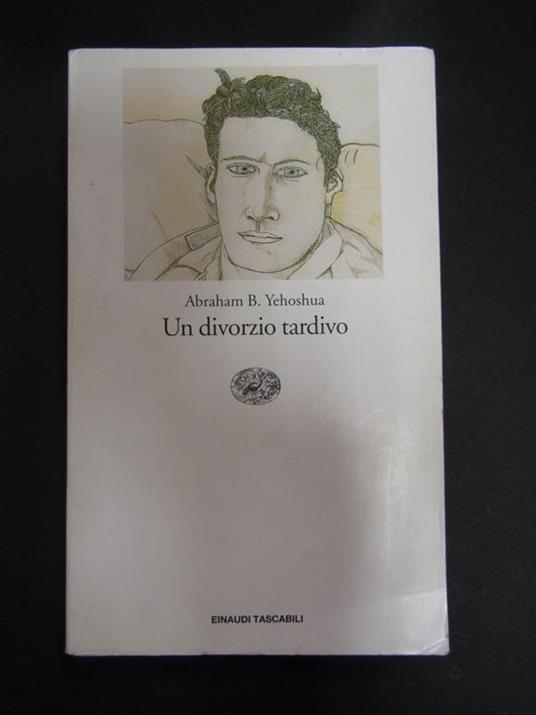 Abraham B. Yehoshua
Un divorzio tardivo
EINAUDI TASCABILI